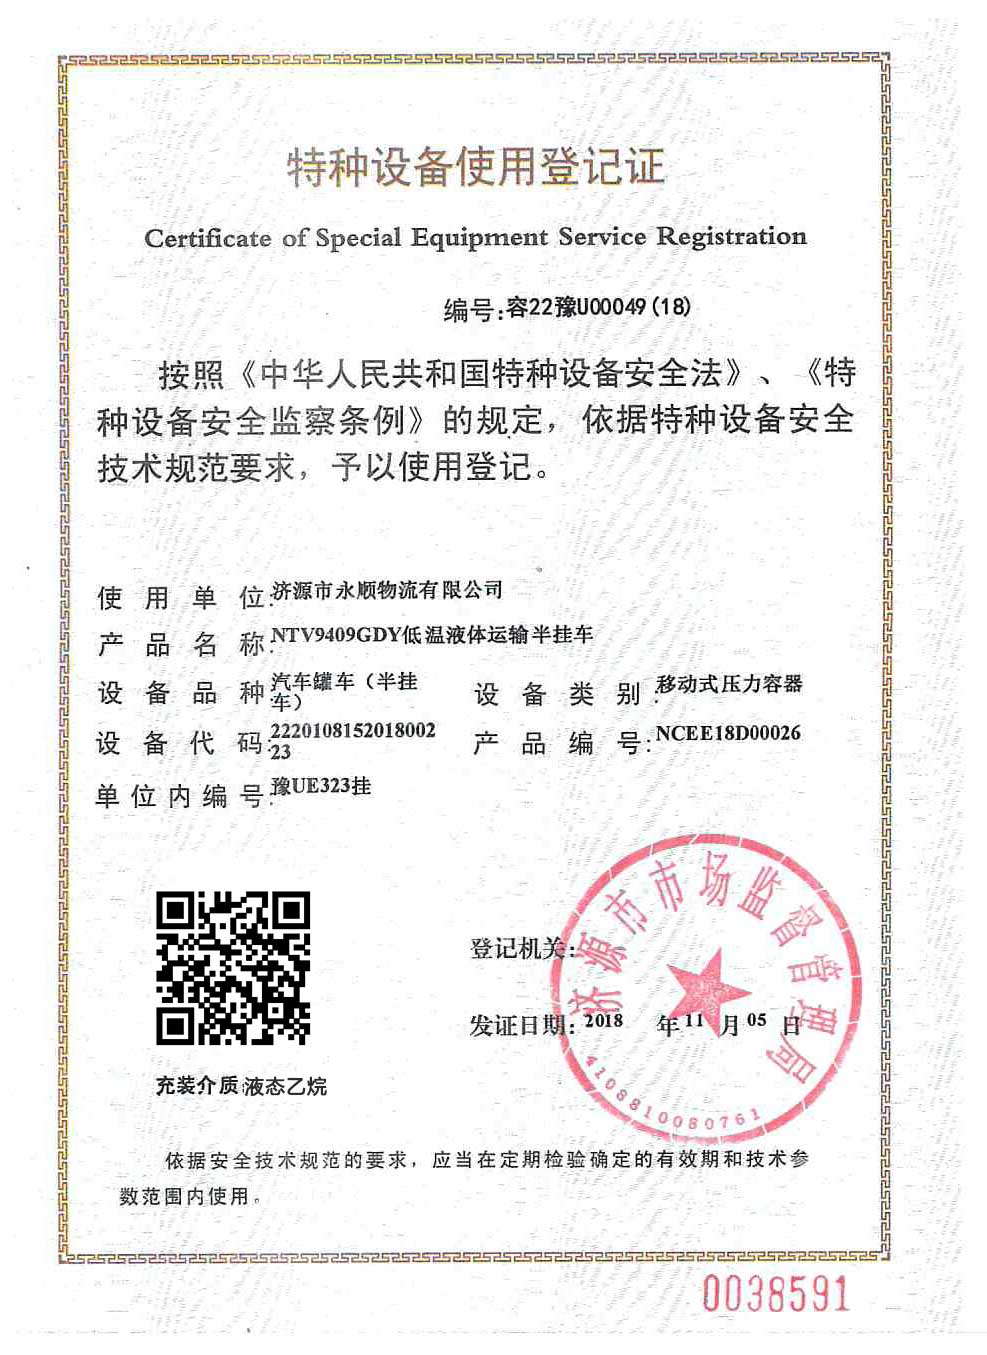 特种设备使用登记证
Certificate of Special Equipment Service Registration
编号:容22豫U00049(18)
按照《中华人民共和国特种设备安全法》、《特
种设备安全监察条例》的规定，依据特种设备安全
技术规范要求，予以使用登记。
使用单位:济源市永顺物流有限公司
产品名称:NTV9409GDY低温液体运输半挂车
设备品种:汽车罐车（半挂
车）
设备类别:移动式压力容器
设备代码:2220108152018002
23
产品编号:NCEE18D00026
单位内编号:豫UE323挂
登记机关:
发证日期:2018年11月05日
济源市市场监督管理局
4108810080761
充装介质:液态乙烷
依据安全技术规范的要求，应当在定期检验确定的有效期和技术参
数范围内使用。
0038591